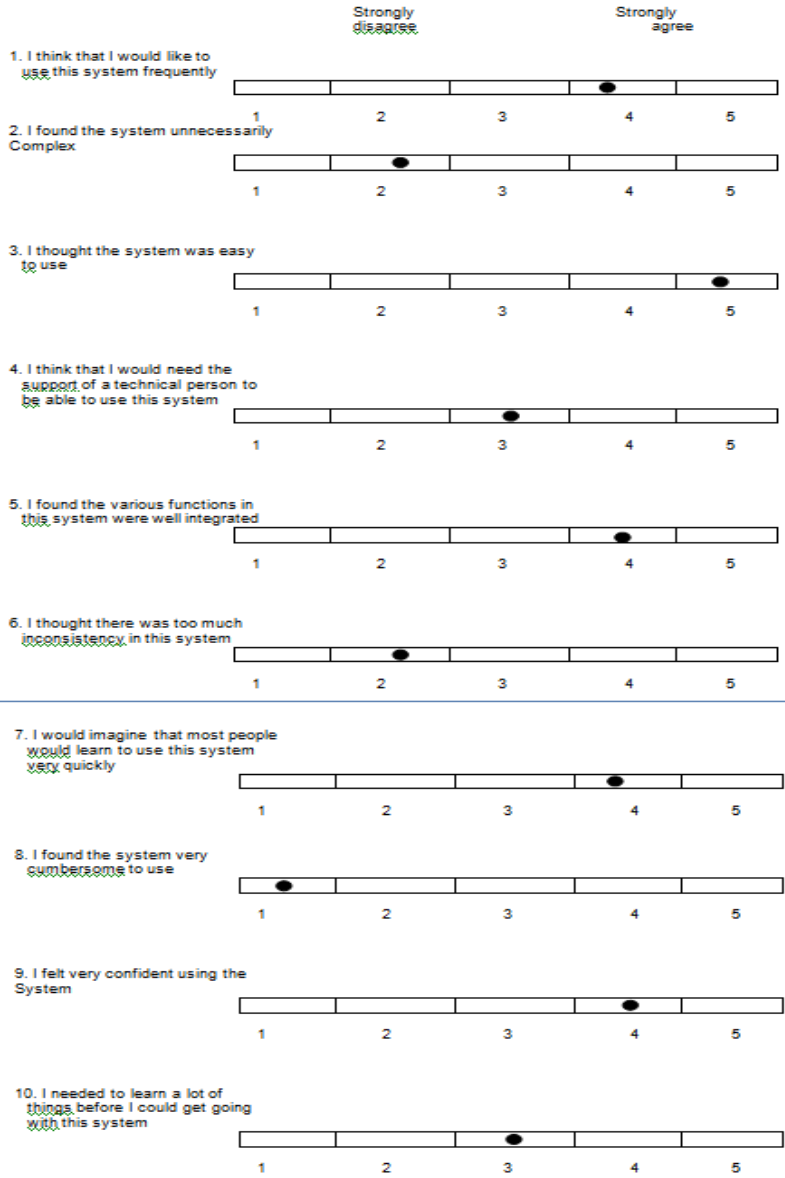 Strongly Strongly
disagree agree
1. I think that I would like to
use this system frequently
1 2 3 4 5
2. I found the system unnecessarily
Complex
1 2 3 4 5
3. I thought the system was easy
to use
1 2 3 4 5
4. I think that I would need the
support of a technical person to
be able to use this system
1 2 3 4 5
5. I found the various functions in
this system were well integrated
1 2 3 4 5
6. I thought there was too much
inconsistency in this system
1 2 3 4 5
7. I would imagine that most people
would learn to use this system
very quickly
1 2 3 4 5
8. I found the system very
cumbersome to use
1 2 3 4 5
9. I felt very confident using the
System
1 2 3 4 5
10. I needed to learn a lot of
things before I could get going
with this system
1 2 3 4 5